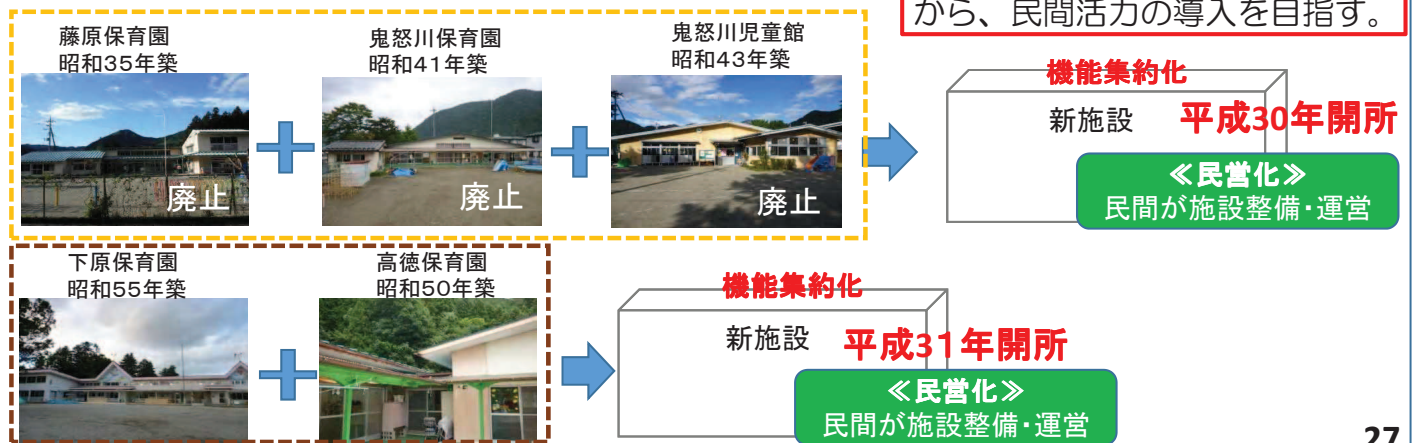 から、民間活力の導入を目指す。
藤原保育園
昭和35年築
鬼怒川保育園
昭和41年築
鬼怒川児童館
昭和43年築
廃止
廃止
廃止
機能集約化
新施設
平成30年開所
≪民営化≫
民間が施設整備・運営
下原保育園
昭和55年築
高徳保育園
昭和50年築
機能集約化
新施設
平成31年開所
≪民営化≫
民間が施設整備・運営
27